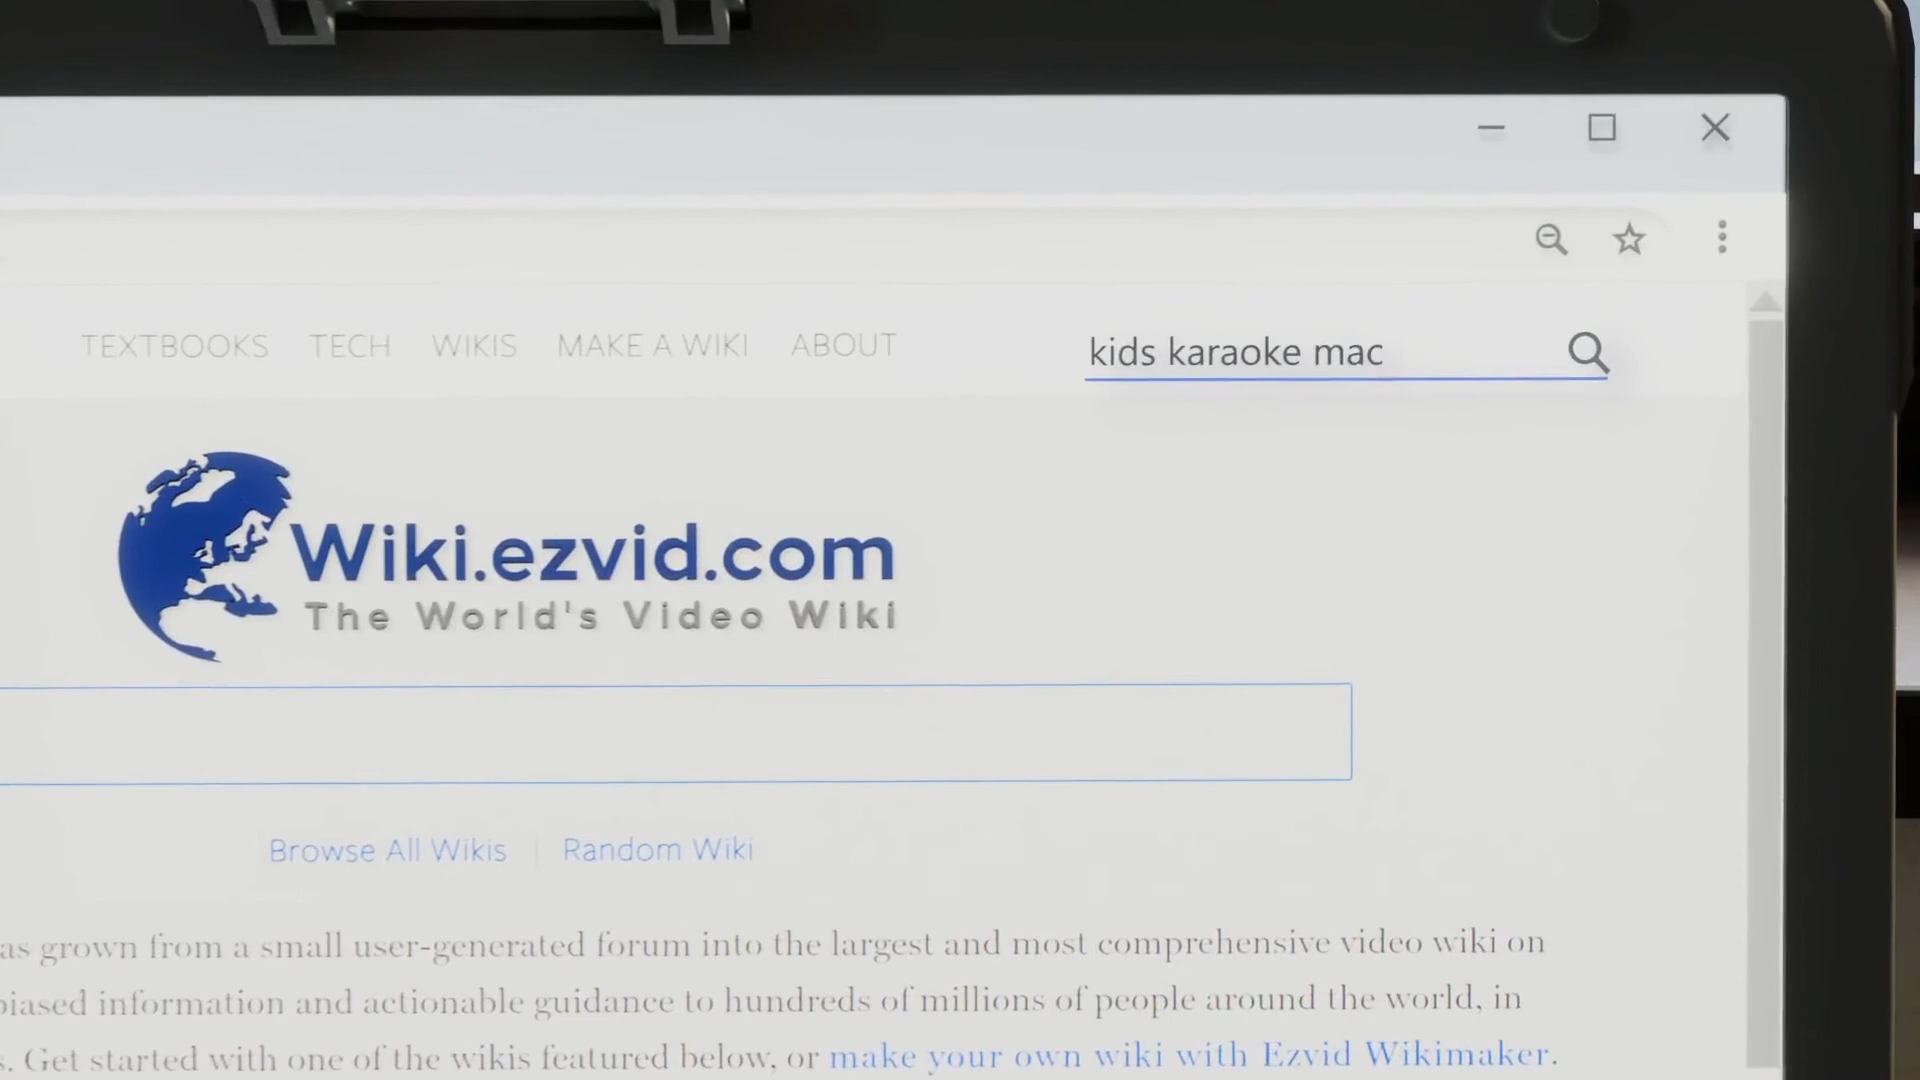 TEXTBOOKS TECH WIKIS MAKE A WIKI ABOUT
kids karaoke mac
Wiki.ezvid.com
The World's Video Wiki
Browse All Wikis | Random Wiki
as grown from a small user-generated forum into the largest and most comprehensive video wiki on
biased information and actionable guidance to hundreds of millions of people around the world, in
s. Get started with one of the wikis featured below, or make your own wiki with Ezvid Wikimaker.